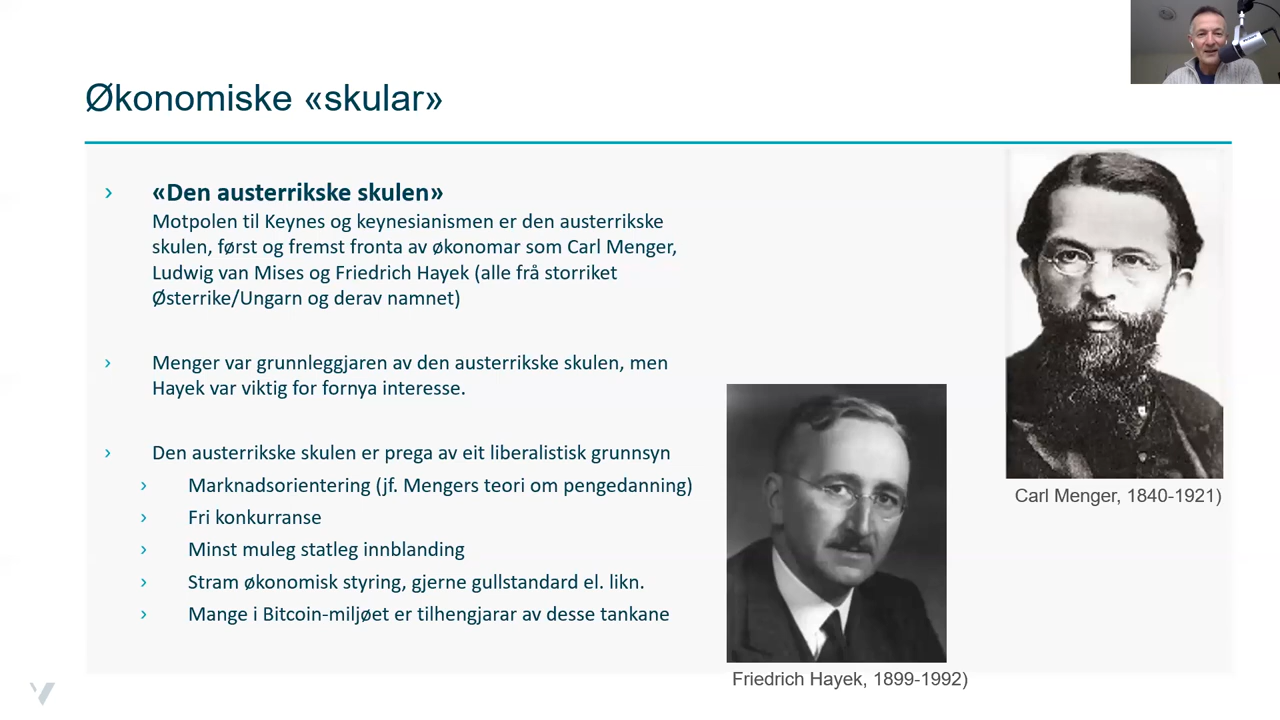 Økonomiske «skular»
› «Den austerrikske skulen»
Motpolen til Keynes og keynesianismen er den austerrikske
skulen, først og fremst fronta av økonomar som Carl Menger,
Ludwig van Mises og Friedrich Hayek (alle frå storriket
Østerrike/Ungarn og derav namnet)
› Menger var grunnleggjaren av den austerrikske skulen, men
Hayek var viktig for fornya interesse.
› Den austerrikske skulen er prega av eit liberalistisk grunnsyn
› Marknadsorientering (jf. Mengers teori om pengedanning)
› Fri konkurranse
› Minst muleg statleg innblanding
› Stram økonomisk styring, gjerne gullstandard el. likn.
› Mange i Bitcoin-miljøet er tilhengjarar av desse tankane
Carl Menger, 1840-1921)
Friedrich Hayek, 1899-1992)